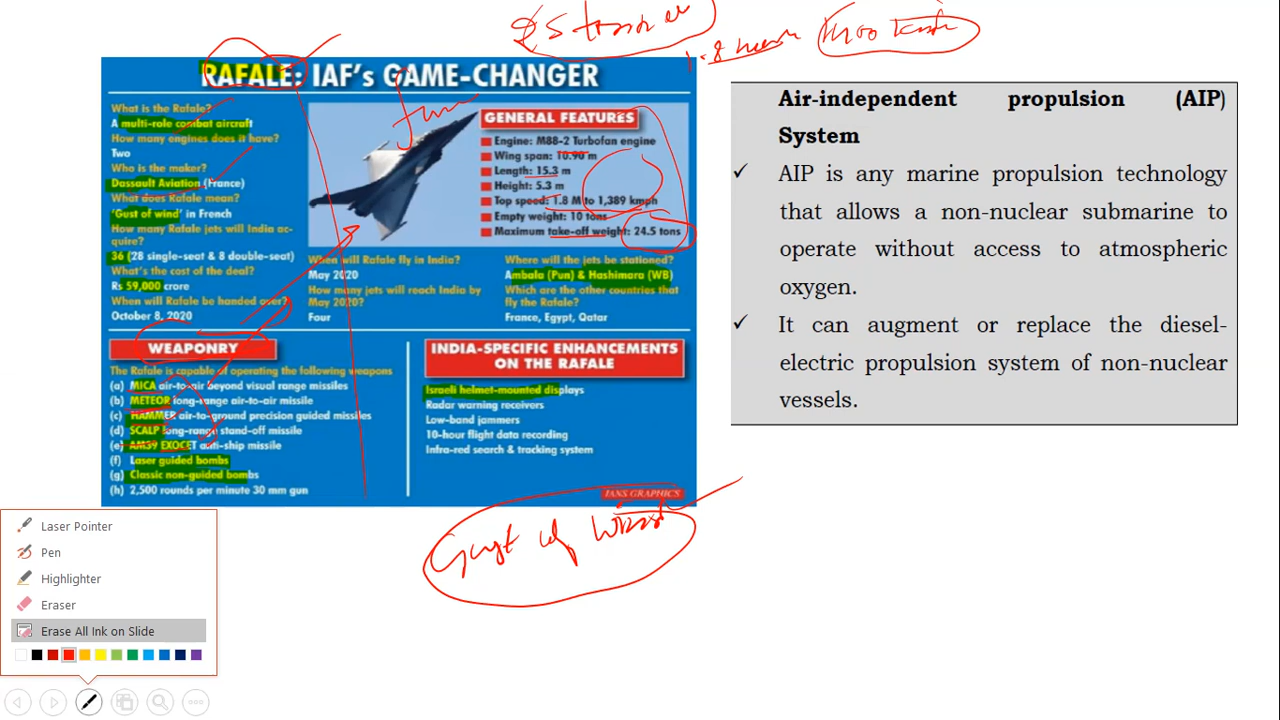 25 tonne
1.8 mach
1400 kmh
RAFALE: IAF's GAME-CHANGER
What is the Rafale?
A multi-role combat aircraft
How many engines does it have?
Two
Who is the maker?
Dassault Aviation (France)
What does Rafale mean?
'Gust of wind' in French
How many Rafale jets will India ac-
quire?
36 (28 single-seat & 8 double-seat)
What's the cost of the deal?
Rs 59,000 crore
When will Rafale be handed over?
October 8, 2020
GENERAL FEATURES
Engine: M88-2 Turbofan engine
Wing span: 10.90 m
Length: 15.3 m
Height: 5.3 m
Top speed: 1.8 M to 1,389 kmph
Empty weight: 10 tons
Maximum take-off weight: 24.5 tons
When will Rafale fly in India?
May 2020
How many jets will reach India by
May 2020?
Four
Where will the jets be stationed?
Ambala (Pun) & Hashimara (WB)
Which are the other countries that
fly the Rafale?
France, Egypt, Qatar
WEAPONRY
The Rafale is capable of operating the following weapons
(a) MICA air-to-air beyond visual range missiles
(b) METEOR long-range air-to-air missile
(c) HAMMER air-to-ground precision guided missiles
(d) SCALP long-range stand-off missile
(e) AM39 EXOCET anti-ship missile
(f) Laser guided bombs
(g) Classic non-guided bombs
(h) 2,500 rounds per minute 30 mm gun
INDIA-SPECIFIC ENHANCEMENTS
ON THE RAFALE
Israeli helmet-mounted displays
Radar warning receivers
Low-band jammers
10-hour flight data recording
Infra-red search & tracking system
IANS GRAPHICS
Gust of Wind
Air-independent propulsion (AIP)
System
✓ AIP is any marine propulsion technology
that allows a non-nuclear submarine to
operate without access to atmospheric
oxygen.
✓ It can augment or replace the diesel-
electric propulsion system of non-nuclear
vessels.
Laser Pointer
Pen
Highlighter
Eraser
Erase All Ink on Slide